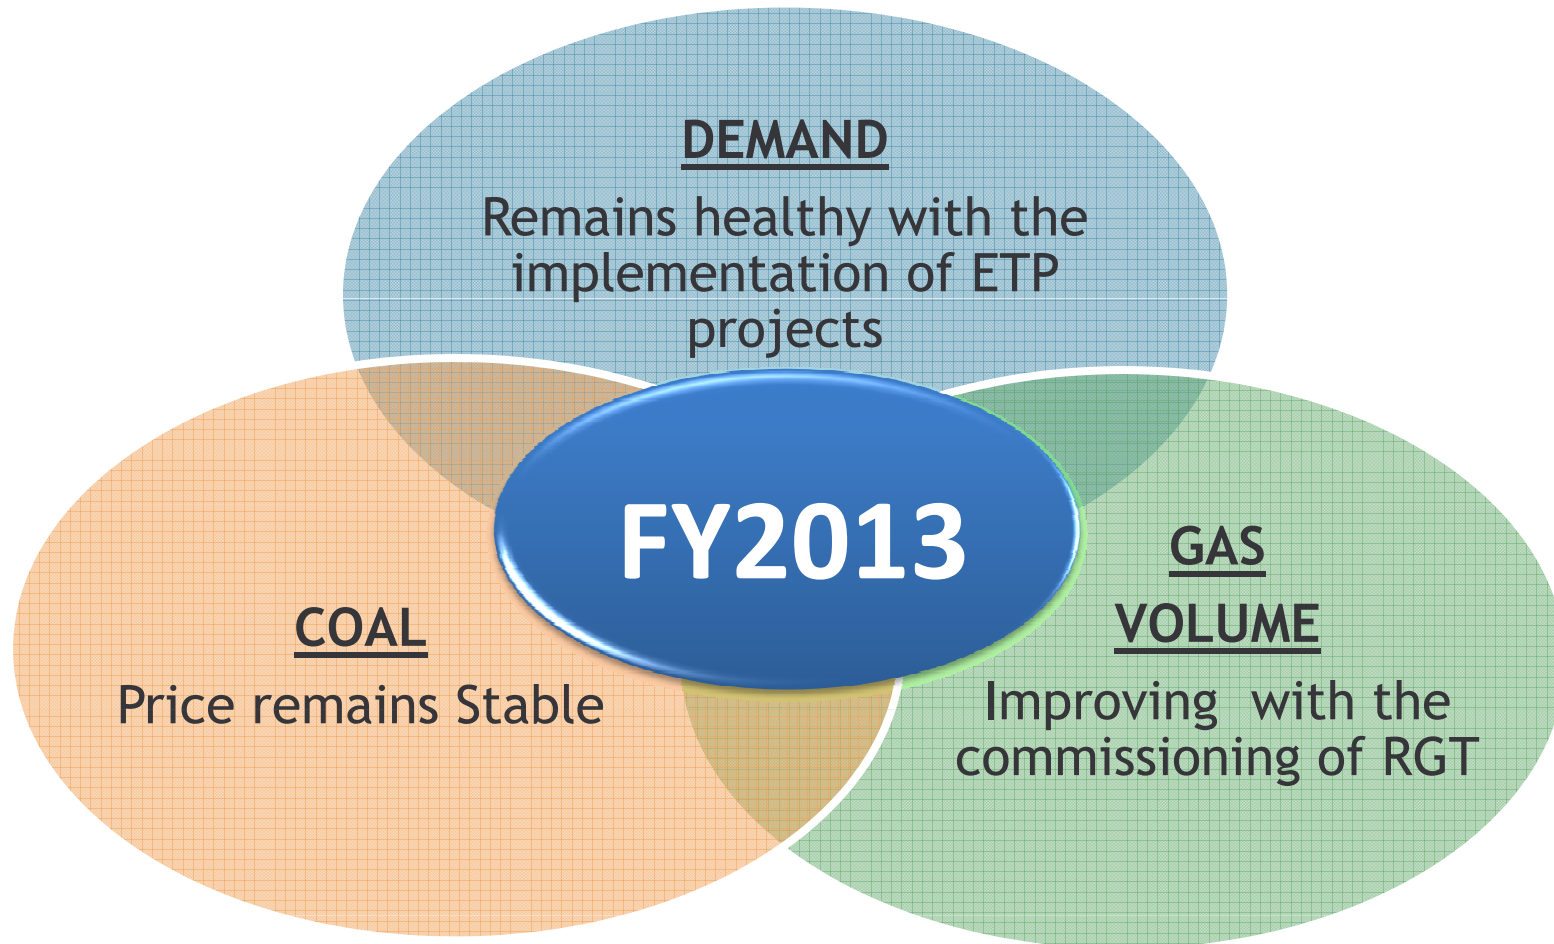 DEMAND
Remains healthy with the
implementation of ETP
projects
FY2013
COAL
Price remains Stable
GAS
VOLUME
Improving  with the
commissioning of RGT